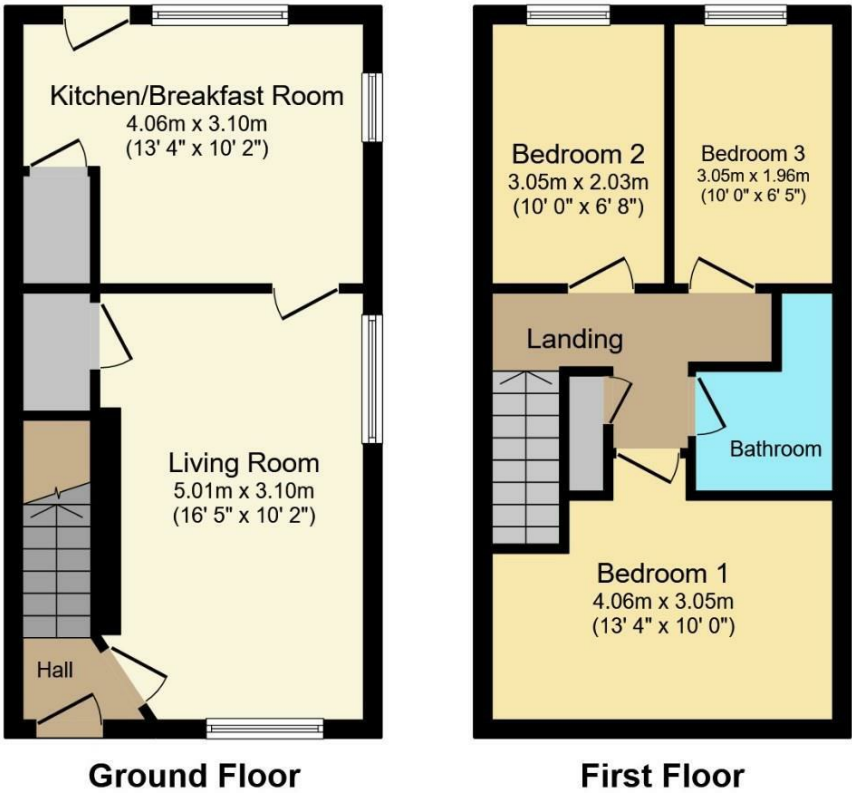 Kitchen/Breakfast Room
4.06m x 3.10m
(13' 4" x 10' 2")
Living Room
5.01m x 3.10m
(16' 5" x 10' 2")
Hall
Ground Floor
Bedroom 2
3.05m x 2.03m
(10' 0" x 6' 8")
Bedroom 3
3.05m x 1.96m
(10' 0" x 6' 5")
Landing
Bathroom
Bedroom 1
4.06m x 3.05m
(13' 4" x 10' 0")
First Floor